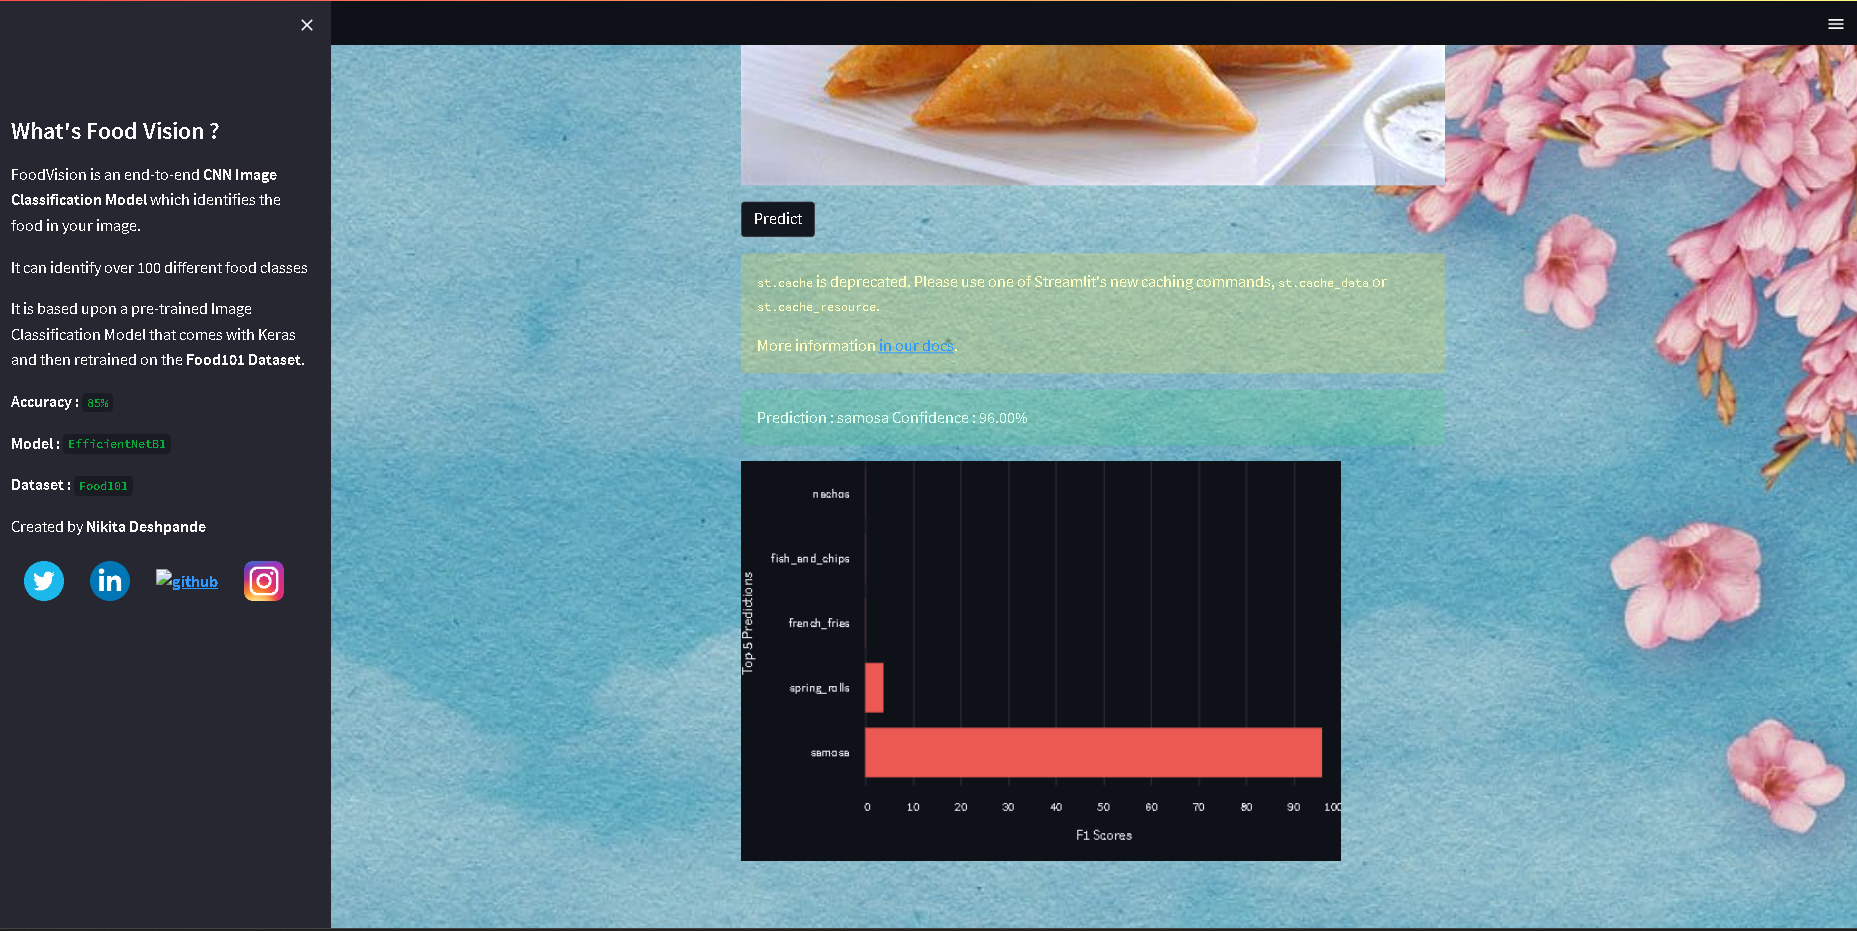 What's Food Vision ?
FoodVision is an end-to-end CNN Image
Classification Model which identifies the
food in your image.
It can identify over 100 different food classes
It is based upon a pre-trained Image
Classification Model that comes with Keras
and then retrained on the Food101 Dataset.
Accuracy : 85%
Model : EfficientNetB1
Dataset : Food101
Created by Nikita Deshpande
in
github
Predict
st.cache is deprecated. Please use one of Streamlit's new caching commands, st.cache_data or
st.cache_resource.
More information in our docs.
Prediction : samosa Confidence : 96.00%
Top 5 Predictions
nachos
fish_and_chips
french_fries
spring_rolls
samosa
0 10 20 30 40 50 60 70 80 90 100
F1 Scores